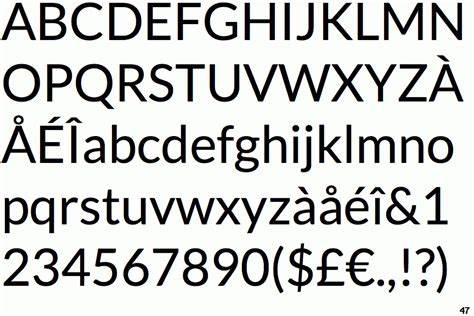 ABCDEFGHIJKLMN
OPQRSTUVWXYZÀ
ÅÉÎabcdefghijklmno
pqrstuvwxyzàåéî&1
234567890($£€.,!?)
47